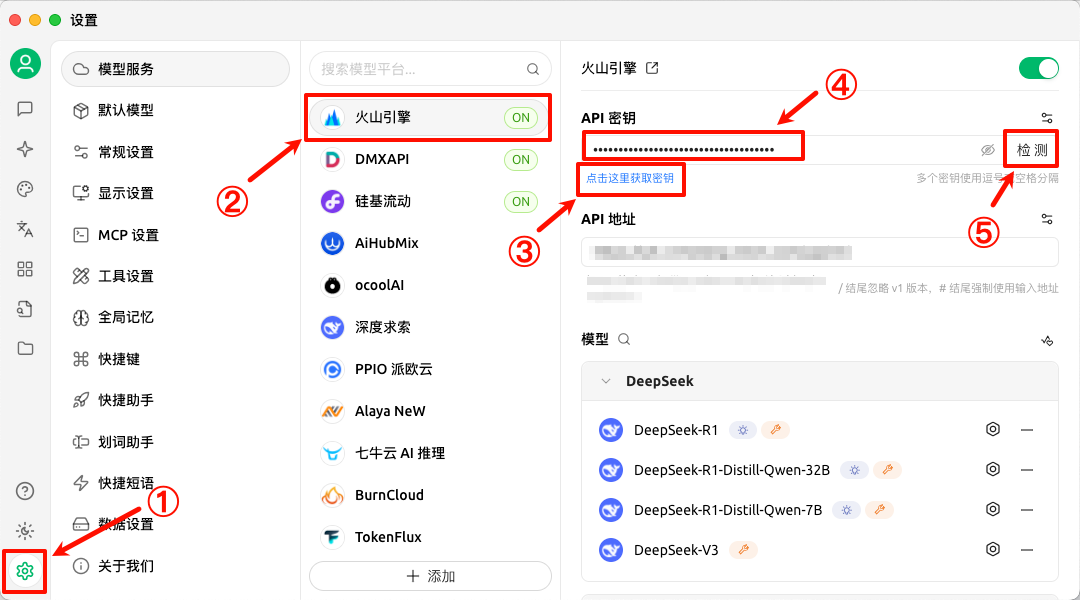 设置
模型服务
默认模型
常规设置
显示设置
MCP 设置
工具设置
全局记忆
快捷键
快捷助手
划词助手
快捷短语
数据设置
关于我们
①
搜索模型平台...
火山引擎 ON
②
DMXAPI ON
硅基流动 ON
AiHubMix
ocoolAI
深度求索
PPIO 派欧云
Alaya NeW
七牛云 AI 推理
BurnCloud
TokenFlux
添加
火山引擎
④
API 密钥
检测
点击这里获取密钥
多个密钥使用逗号或空格分隔
③
⑤
API 地址
/ 结尾忽略 v1 版本，# 结尾强制使用输入地址
模型
DeepSeek
DeepSeek-R1
DeepSeek-R1-Distill-Qwen-32B
DeepSeek-R1-Distill-Qwen-7B
DeepSeek-V3